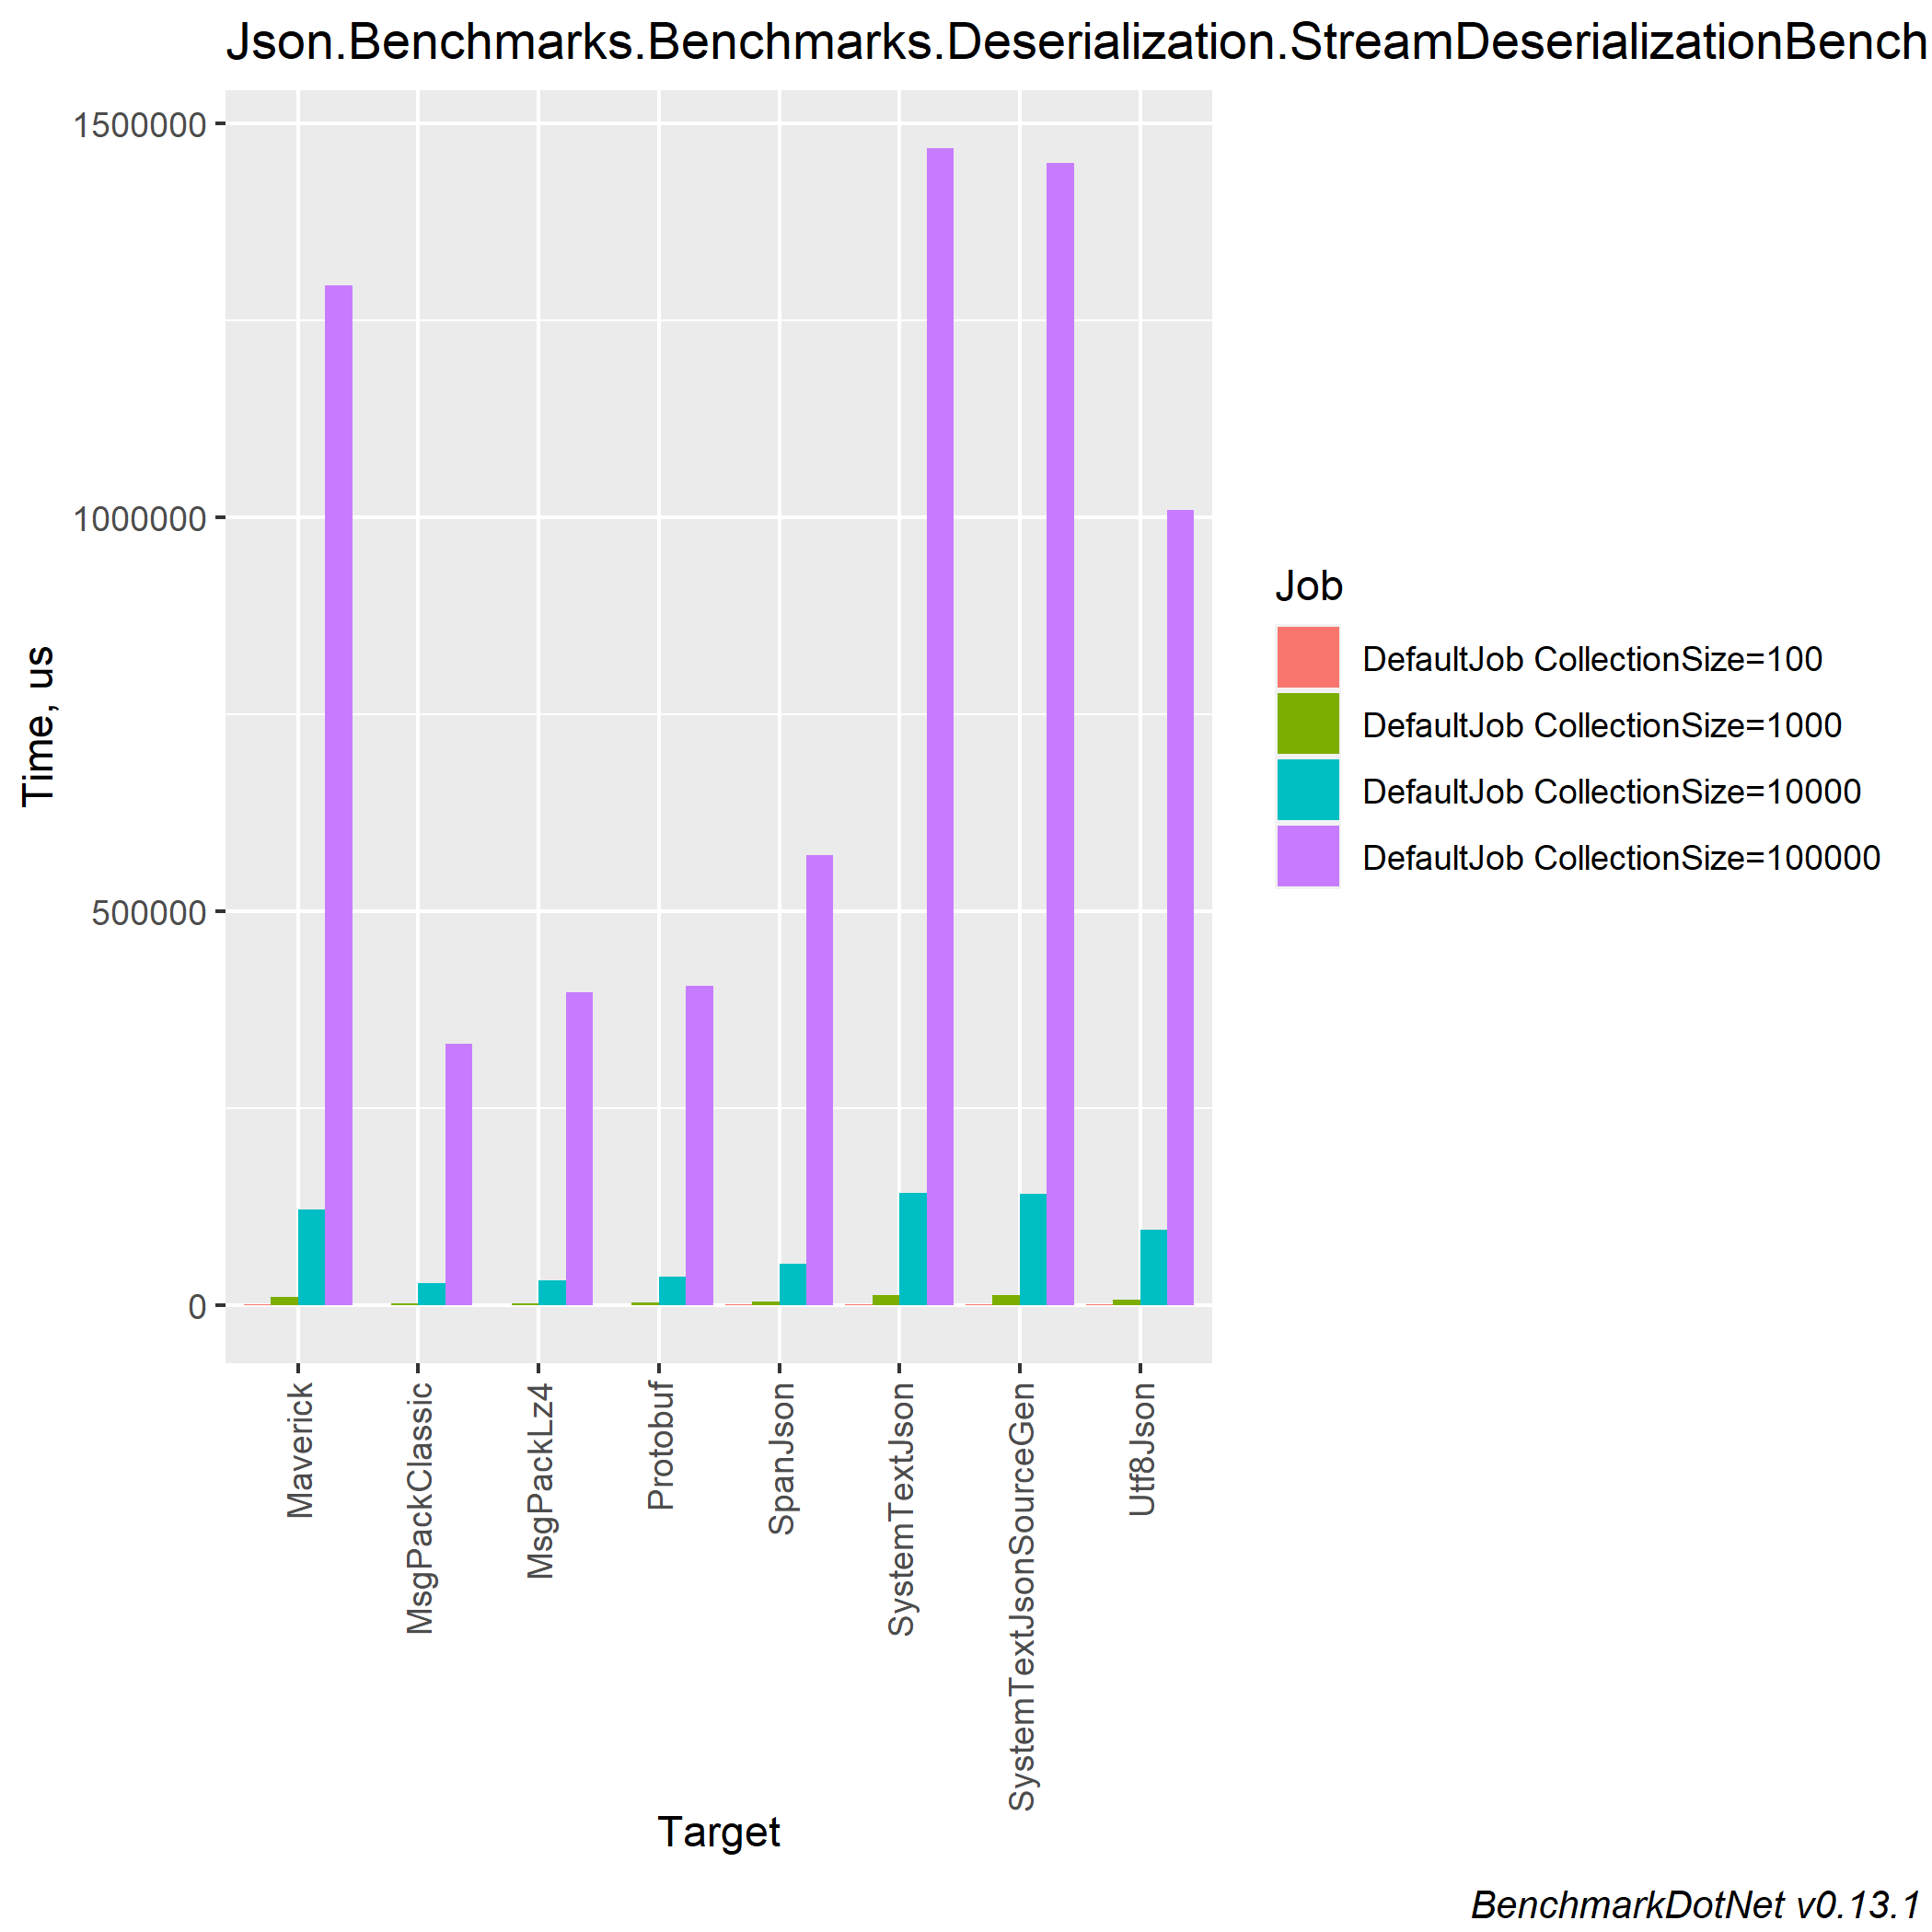 Json.Benchmarks.Benchmarks.Deserialization.StreamDeserializationBench
1500000
1000000
500000
0
Time, us
Maverick
MsgPackClassic
MsgPackLz4
Protobuf
SpanJson
SystemTextJson
SystemTextJsonSourceGen
Utf8Json
Target
Job
DefaultJob CollectionSize=100
DefaultJob CollectionSize=1000
DefaultJob CollectionSize=10000
DefaultJob CollectionSize=100000
BenchmarkDotNet v0.13.1